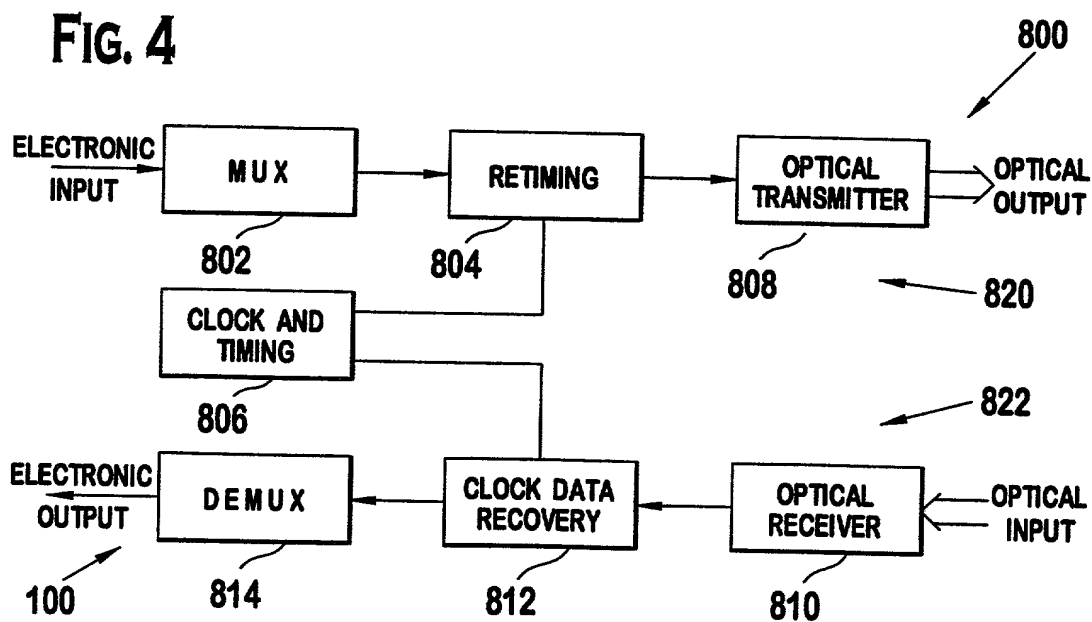 FIG. 4
800
ELECTRONIC
INPUT
MUX
802
RETIMING
804
OPTICAL
TRANSMITTER
808
OPTICAL
OUTPUT
820
CLOCK AND
TIMING
806
822
ELECTRONIC
OUTPUT
DEMUX
814
CLOCK DATA
RECOVERY
812
OPTICAL
RECEIVER
810
OPTICAL
INPUT
100